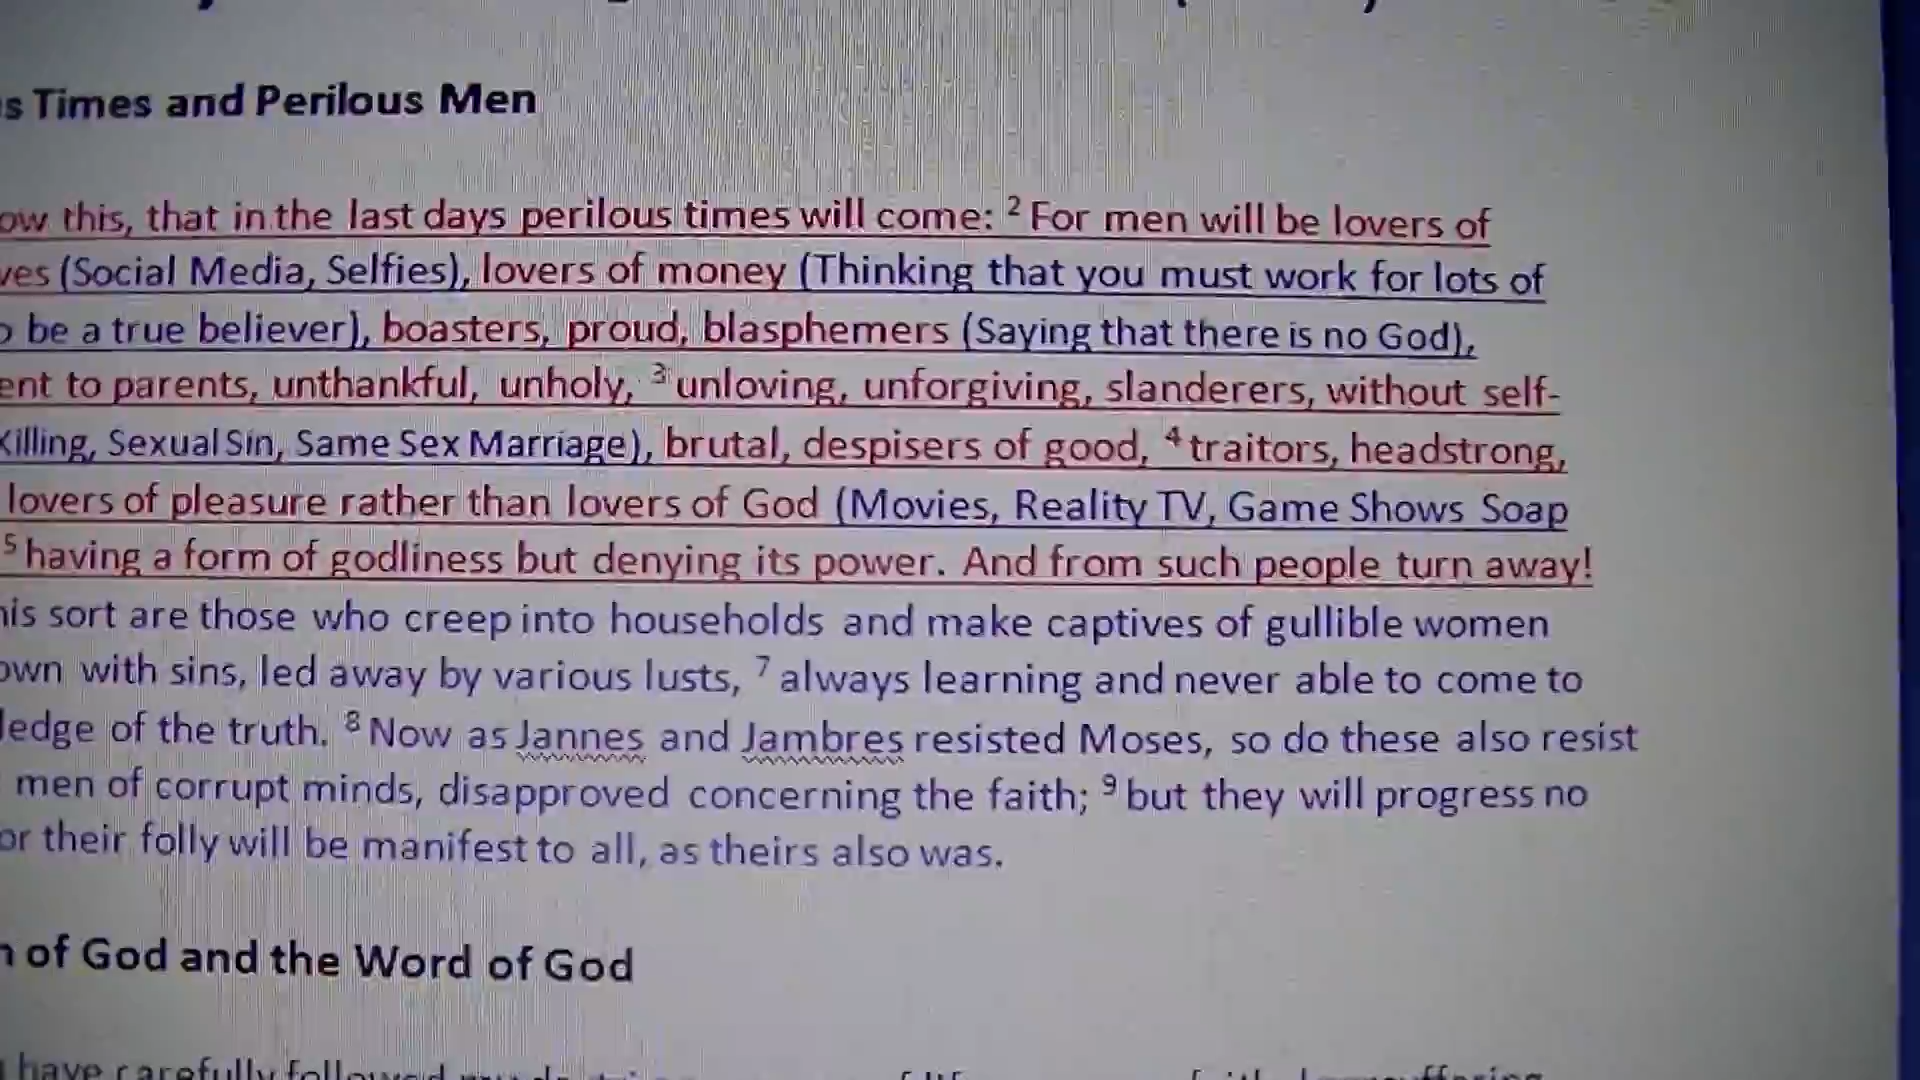 s Times and Perilous Men
ow this, that in the last days perilous times will come: 2 For men will be lovers of
ves (Social Media, Selfies), lovers of money (Thinking that you must work for lots of
o be a true believer), boasters, proud, blasphemers (Saying that there is no God),
ent to parents, unthankful, unholy, 3 unloving, unforgiving, slanderers, without self-
Killing, Sexual Sin, Same Sex Marriage), brutal, despisers of good, 4 traitors, headstrong,
lovers of pleasure rather than lovers of God (Movies, Reality TV, Game Shows Soap
5 having a form of godliness but denying its power. And from such people turn away!
his sort are those who creep into households and make captives of gullible women
own with sins, led away by various lusts, 7 always learning and never able to come to
ledge of the truth. 8 Now as Jannes and Jambres resisted Moses, so do these also resist
men of corrupt minds, disapproved concerning the faith; 9 but they will progress no
or their folly will be manifest to all, as theirs also was.
n of God and the Word of God
have carefully followed